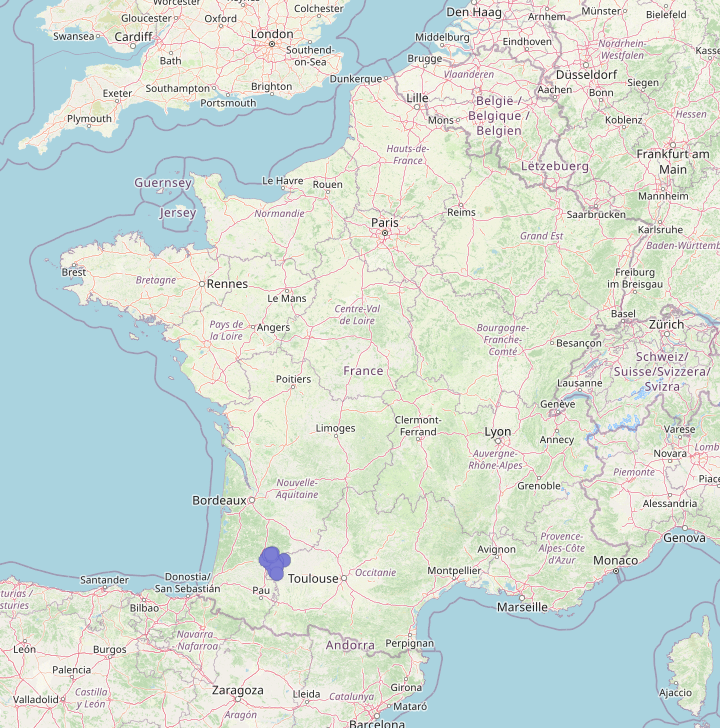 Worcester
Colchester
Den Haag
Arnhem
Münster
Bielefeld
Gloucester
Oxford
Swansea
Cardiff
London
Middelburg
Eindhoven
Nordrhein-
Westfalen
Kasse
Bath
Southend-
on-Sea
Brugge
Vlaanderen
Düsseldorf
Exeter
Southampton
Brighton
Dunkerque
Aachen
Siegen
Portsmouth
Lille
België /
Belgique /
Belgien
Bonn
Plymouth
Mons
Koblenz
Hessen
Hauts-de-
France
Lëtzebuerg
Frankfurt am
Main
Guernsey
Le Havre
Rouen
Mannheim
Jersey
Normandie
Reims
Saarbrücken
Paris
Karlsruhe
Grand Est
Baden-Württemb
Brest
Bretagne
Rennes
Le Mans
Freiburg
im Breisgau
Centre-Val
de Loire
Basel
Pays de
la Loire
Angers
Bourgogne-
Franche-
Comté
Besançon
Zürich
France
Schweiz/
Suisse/Svizzera/
Svizra
Poitiers
Lausanne
Genève
Limoges
Clermont-
Ferrand
Lyon
Annecy
Varese
Novara
Lomb
Auvergne-
Rhône-Alpes
Piemonte
Nouvelle-
Aquitaine
Grenoble
Piace
Bordeaux
Alessandria
Provence-
Alpes-Côte
d'Azur
Genova
Avignon
Monaco
Toulouse
Occitanie
Montpellier
Santander
Donostia/
San Sebastián
Pau
Marseille
Bilbao
Navarra
Nafarroa
Andorra
Perpignan
León
Burgos
Palencia
Girona
Ajaccio
Valladolid
Castilla
y León
Zaragoza
Lleida
Catalunya
Mataró
Aragón
Barcelona